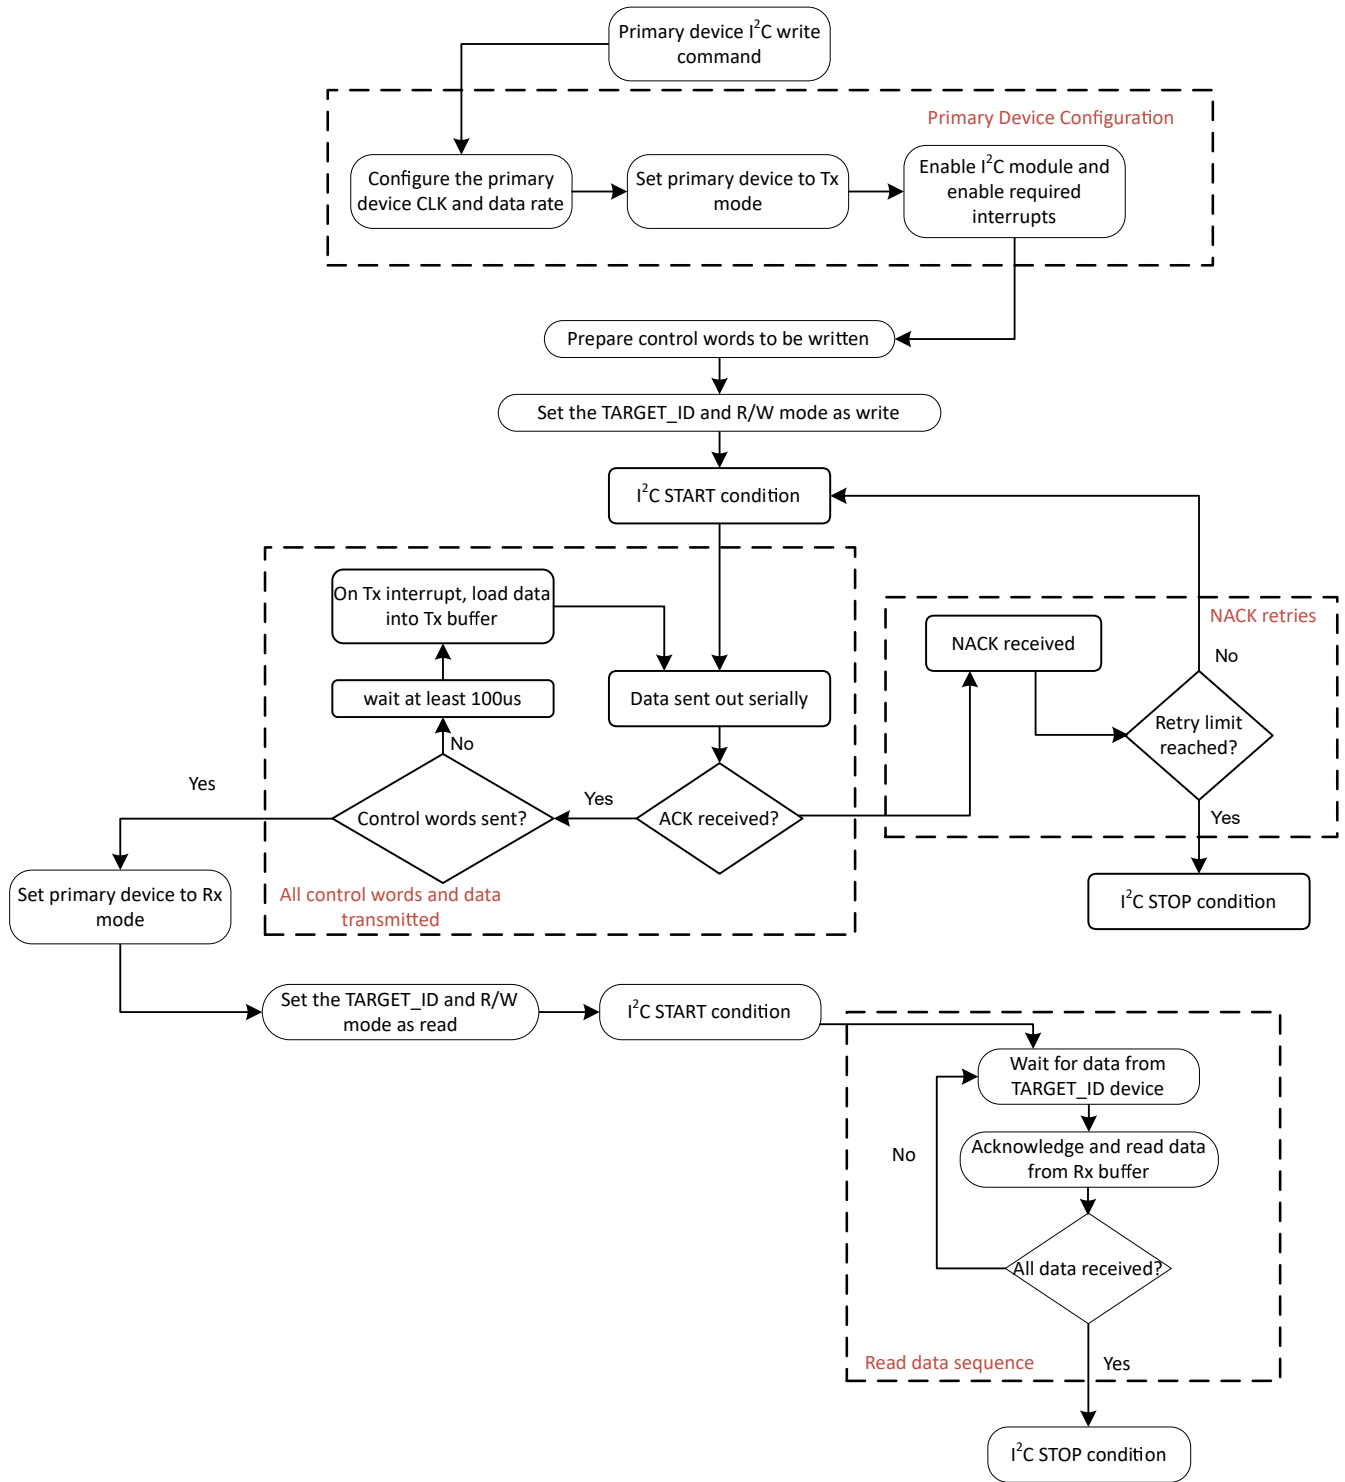 Primary device I²C write
command
Primary Device Configuration
Configure the primary
device CLK and data rate
Set primary device to Tx
mode
Enable I²C module and
enable required
interrupts
Prepare control words to be written
Set the TARGET_ID and R/W mode as write
I²C START condition
On Tx interrupt, load data
into Tx buffer
NACK retries
NACK received
No
wait at least 100us
Data sent out serially
Retry limit
reached?
No
Yes
Control words sent?
Yes
ACK received?
Yes
All control words and data
transmitted
Set primary device to Rx
mode
I²C STOP condition
Set the TARGET_ID and R/W
mode as read
I²C START condition
Wait for data from
TARGET_ID device
No
Acknowledge and read data
from Rx buffer
All data received?
Read data sequence
Yes
I²C STOP condition